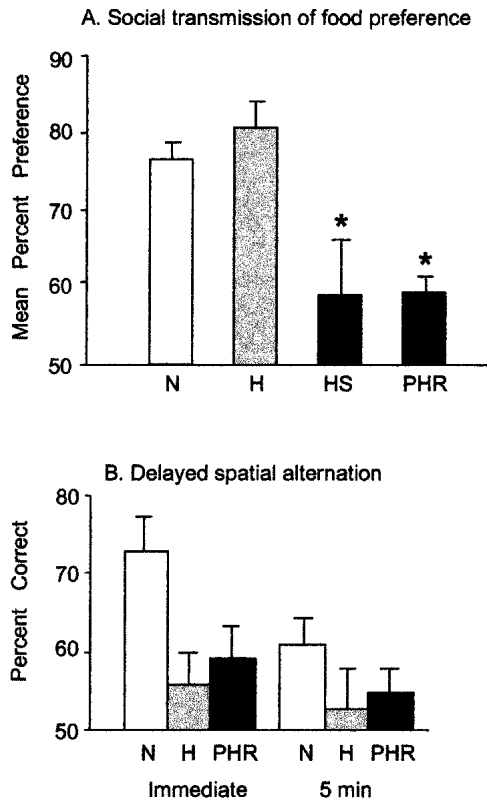 A. Social transmission of food preference
90
80
70
60
50
Mean Percent Preference
*
*
N H HS PHR
B. Delayed spatial alternation
80
70
60
50
Percent Correct
N H PHR N H PHR
Immediate 5 min